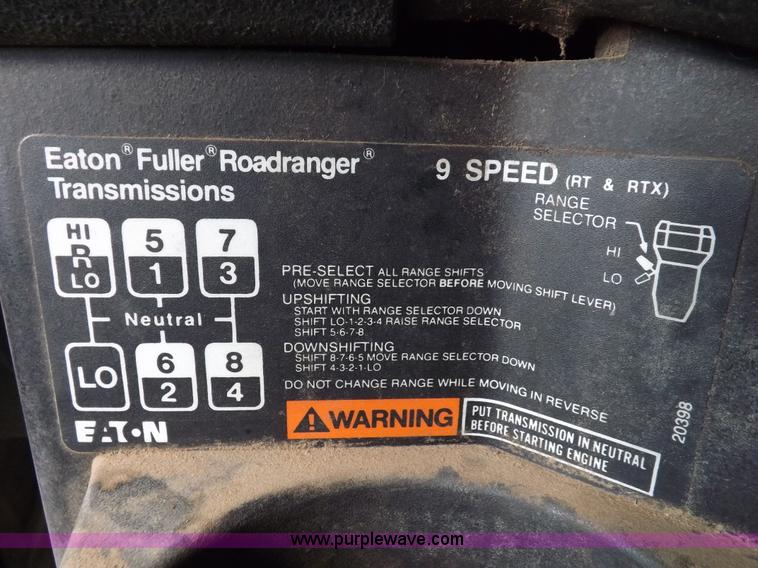 Eaton® Fuller® Roadranger®
Transmissions
9 SPEED (RT & RTX)
RANGE
SELECTOR
HI
LO
HI
R
LO
5
1
7
3
Neutral
LO
6
2
8
4
PRE-SELECT ALL RANGE SHIFTS
(MOVE RANGE SELECTOR BEFORE MOVING SHIFT LEVER)
UPSHIFTING
START WITH RANGE SELECTOR DOWN
SHIFT LO-1-2-3-4 RAISE RANGE SELECTOR
SHIFT 5-6-7-8
DOWNSHIFTING
SHIFT 8-7-6-5 MOVE RANGE SELECTOR DOWN
SHIFT 4-3-2-1-LO
DO NOT CHANGE RANGE WHILE MOVING IN REVERSE
EATON
WARNING
PUT TRANSMISSION IN NEUTRAL
BEFORE STARTING ENGINE
20398
www.purplewave.com